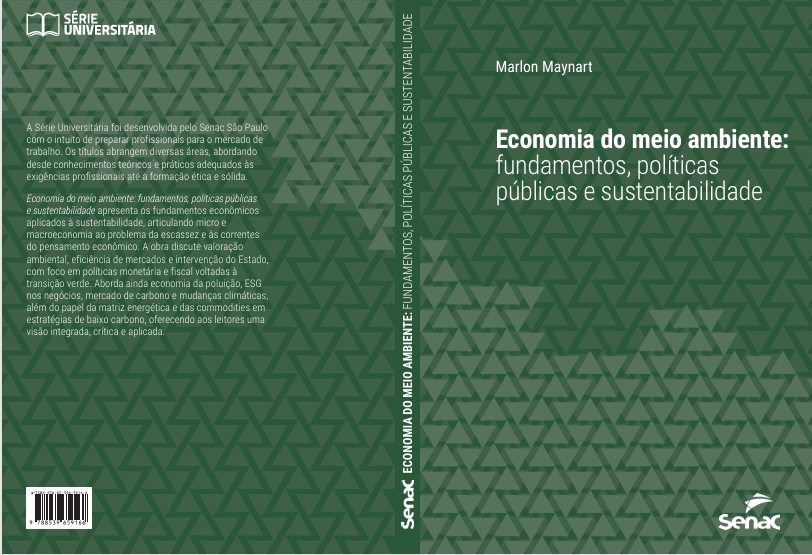 SÉRIE
UNIVERSITÁRIA
A Série Universitária foi desenvolvida pelo Senac São Paulo
com o intuito de preparar profissionais para o mercado de
trabalho. Os títulos abrangem diversas áreas, abordando
desde conhecimentos teóricos e práticos adequados às
exigências profissionais até a formação ética e sólida.
Economia do meio ambiente: fundamentos, políticas públicas
e sustentabilidade apresenta os fundamentos econômicos
aplicados à sustentabilidade, articulando micro e
macroeconomia ao problema da escassez e às correntes
do pensamento econômico. A obra discute valoração
ambiental, eficiência de mercados e intervenção do Estado,
com foco em políticas monetária e fiscal voltadas à
transição verde. Aborda ainda economia da poluição, ESG
nos negócios, mercado de carbono e mudanças climáticas,
além do papel da matriz energética e das commodities em
estratégias de baixo carbono, oferecendo aos leitores uma
visão integrada, crítica e aplicada.
9 788539 659166
Senac ECONOMIA DO MEIO AMBIENTE: FUNDAMENTOS, POLÍTICAS PÚBLICAS E SUSTENTABILIDADE
Marlon Maynart
Economia do meio ambiente:
fundamentos, políticas
públicas e sustentabilidade
Senac